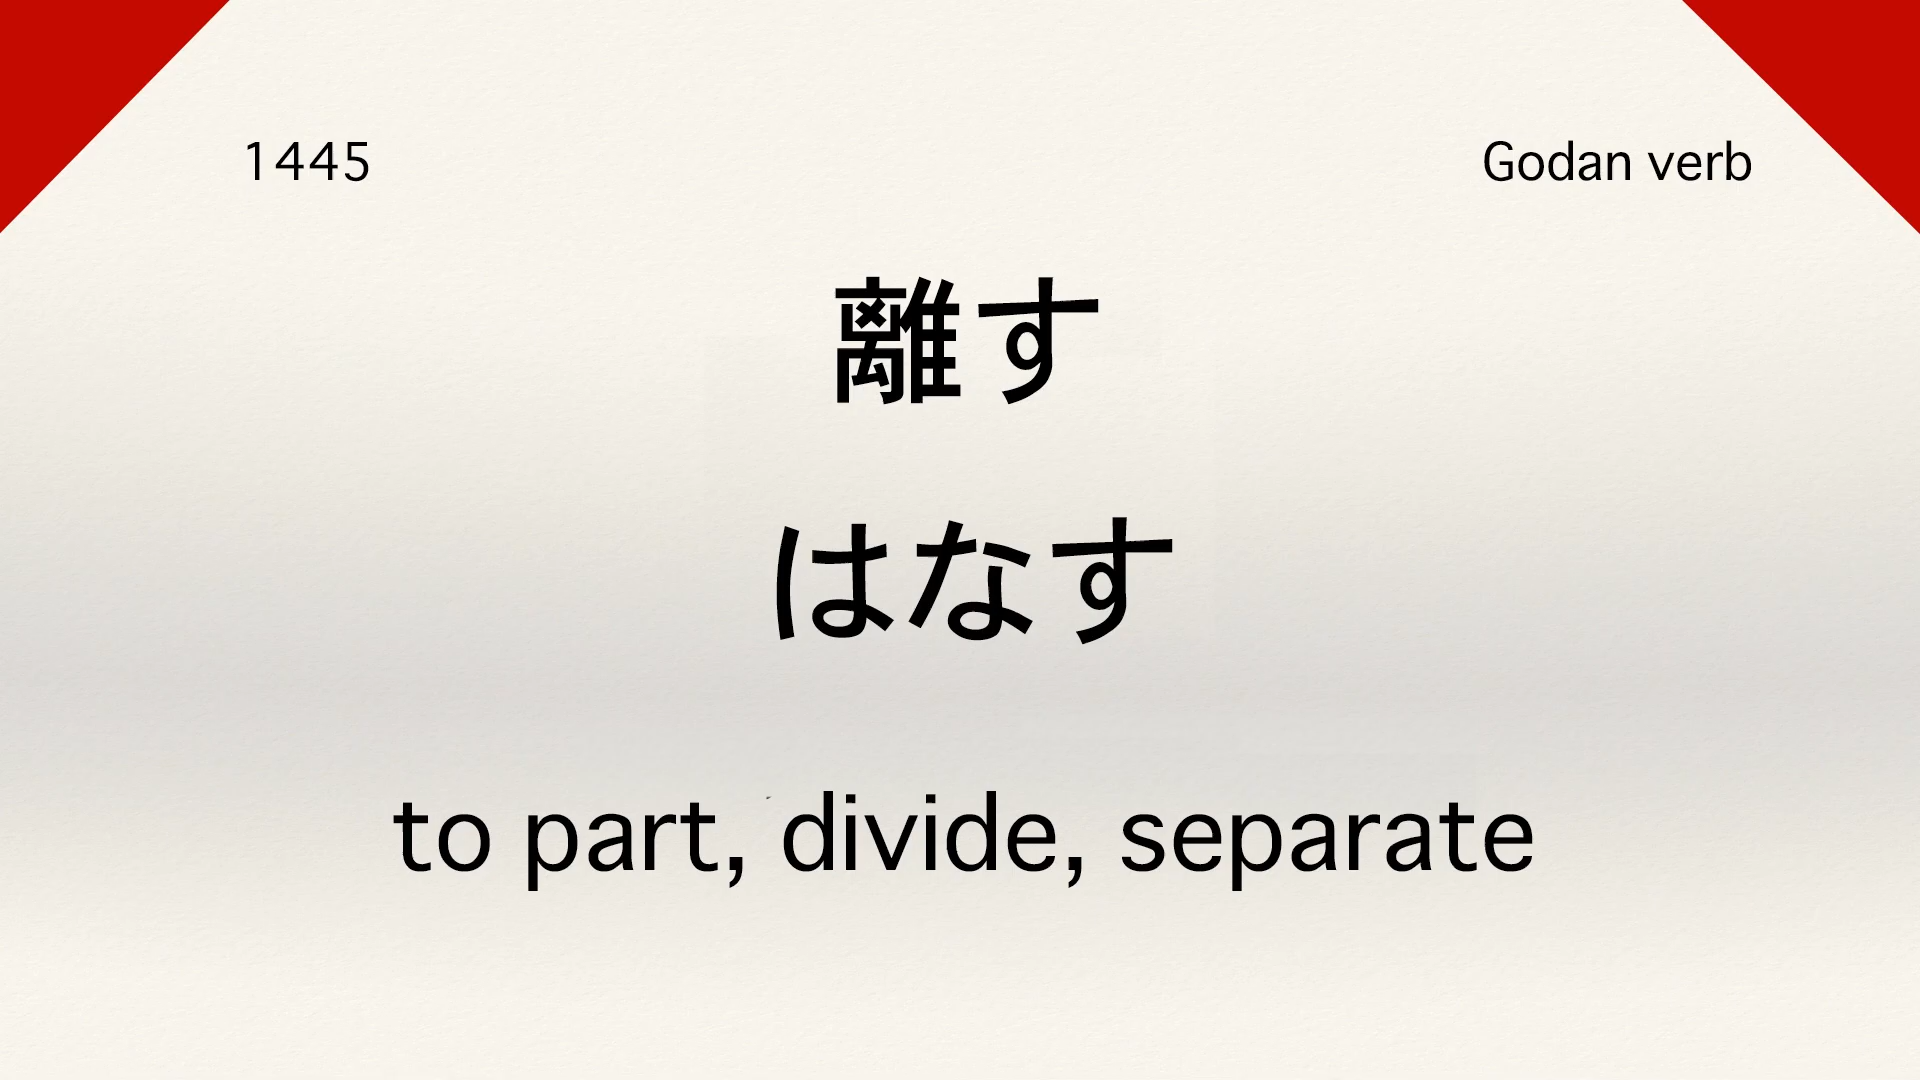 1445
Godan verb
離す
はなす
to part, divide, separate